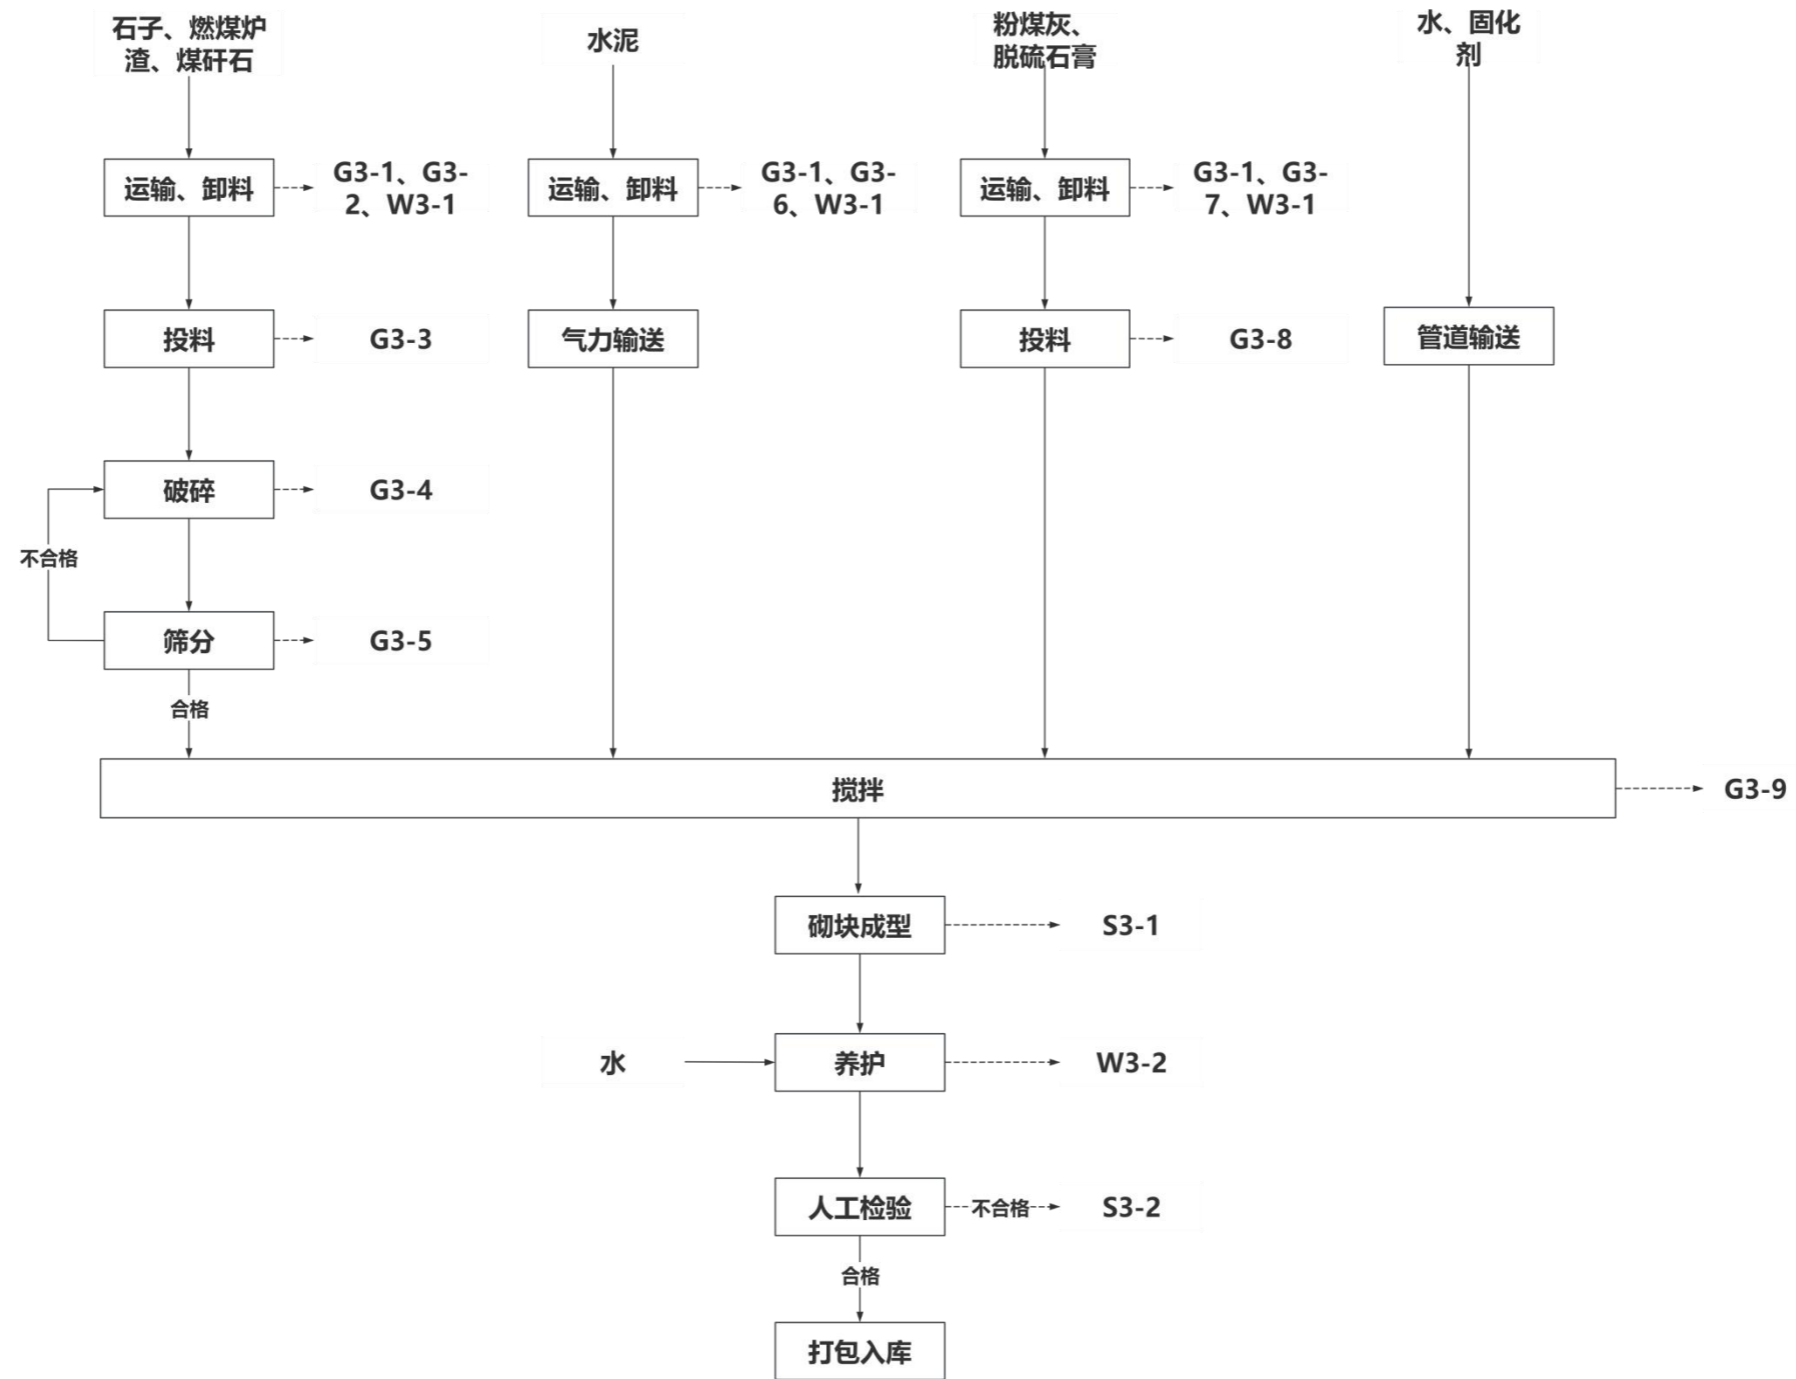 石子、燃煤炉
渣、煤矸石
水泥
粉煤灰、
脱硫石膏
水、固化
剂
运输、卸料
G3-1、G3-
2、W3-1
运输、卸料
G3-1、G3-
6、W3-1
运输、卸料
G3-1、G3-
7、W3-1
投料
G3-3
气力输送
投料
G3-8
管道输送
破碎
G3-4
不合格
筛分
G3-5
合格
搅拌
G3-9
砌块成型
S3-1
水
养护
W3-2
人工检验
不合格
S3-2
合格
打包入库